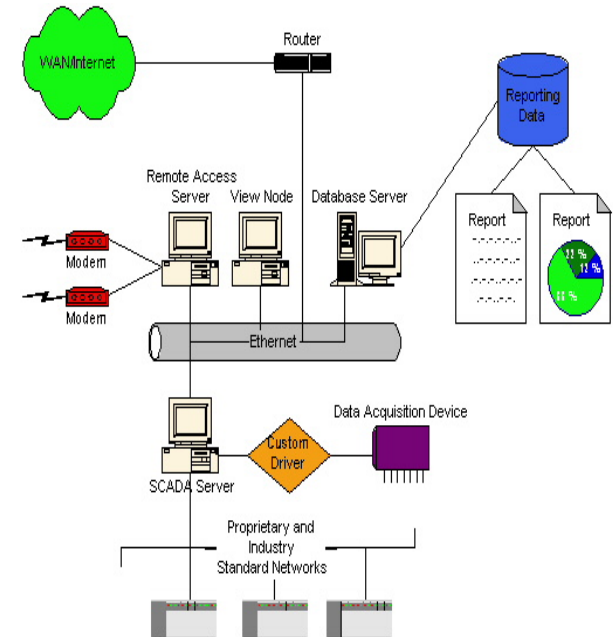 Router
WAN/Internet
Reporting
Data
Remote Access
Server
View Node
Database Server
Report
Report
Modem
Modem
12 %
Ethernet
Data Acquisition Device
Custom
Driver
SCADA Server
Proprietary and
Industry
Standard Networks